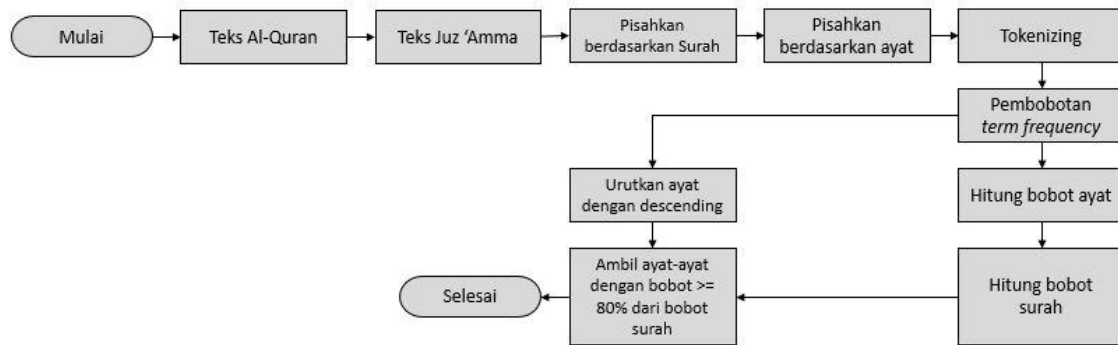 Mulai
Teks Al-Quran
Teks Juz ‘Amma
Pisahkan
berdasarkan Surah
Pisahkan
berdasarkan ayat
Tokenizing
Pembobotan
term frequency
Urutkan ayat
dengan descending
Hitung bobot ayat
Selesai
Ambil ayat-ayat
dengan bobot >=
80% dari bobot
surah
Hitung bobot
surah